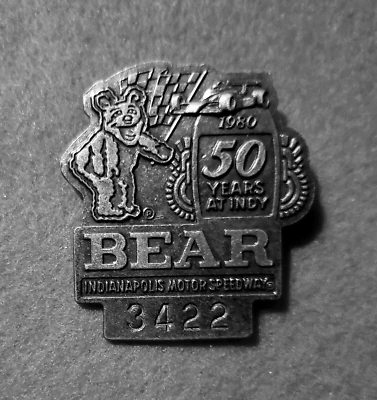 1980
50
YEARS
AT INDY
®
BEAR
INDIANAPOLIS MOTOR SPEEDWAY®
3422